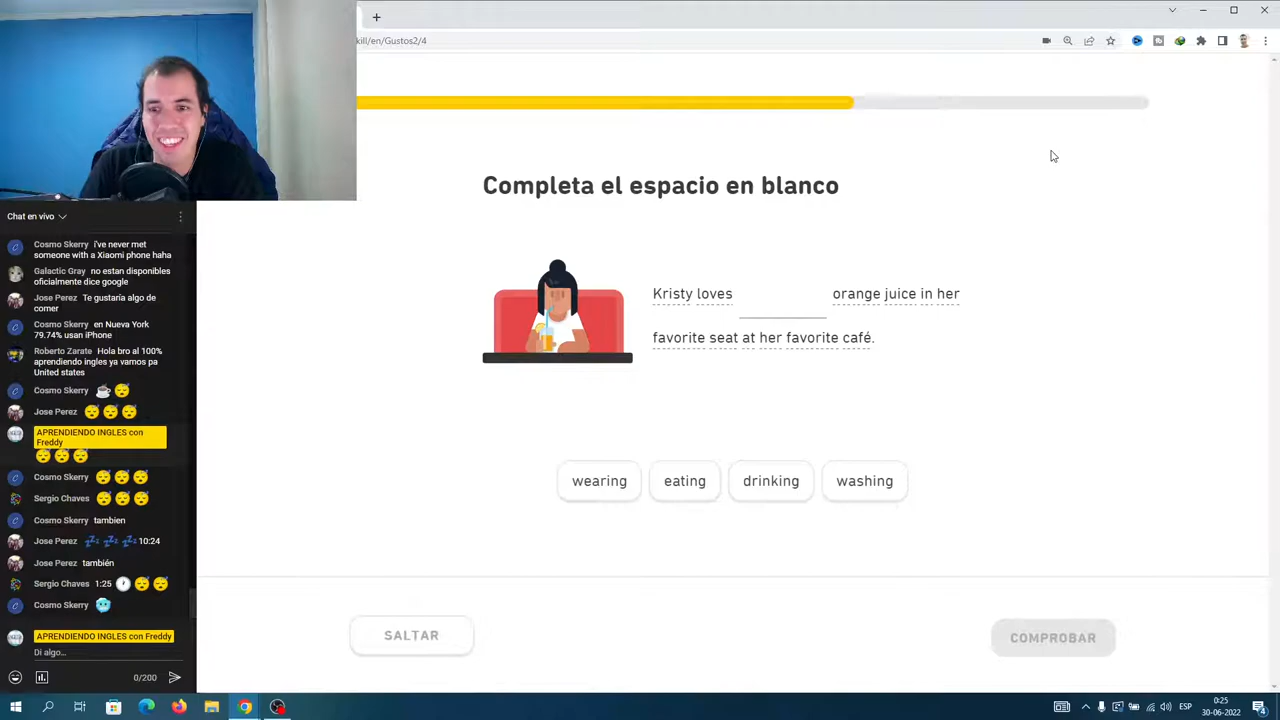 kill/en/Gustos2/4
Completa el espacio en blanco
Kristy loves ____________ orange juice in her
favorite seat at her favorite café.
wearing
eating
drinking
washing
SALTAR
COMPROBAR
Chat en vivo
Cosmo Skerry i've never met
someone with a Xiaomi phone haha
Galactic Gray no estan disponibles
oficialmente dice google
Jose Perez Te gustaría algo de
comer
Cosmo Skerry en Nueva York
79.74% usan iPhone
Roberto Zarate Hola bro al 100%
aprendiendo ingles ya vamos pa
United states
Cosmo Skerry ☕😴
Jose Perez 😴😴😴
APRENDIENDO INGLES con
Freddy
😴😴😴
Cosmo Skerry 😴😴😴
Sergio Chaves 😴😴😴
Cosmo Skerry tambien
Jose Perez 💤💤💤10:24
Jose Perez también
Sergio Chaves 1:25 🕐😴😴
Cosmo Skerry 🥶
APRENDIENDO INGLES con Freddy
Di algo...
0/200
ESP
0:25
30-06-2022
4